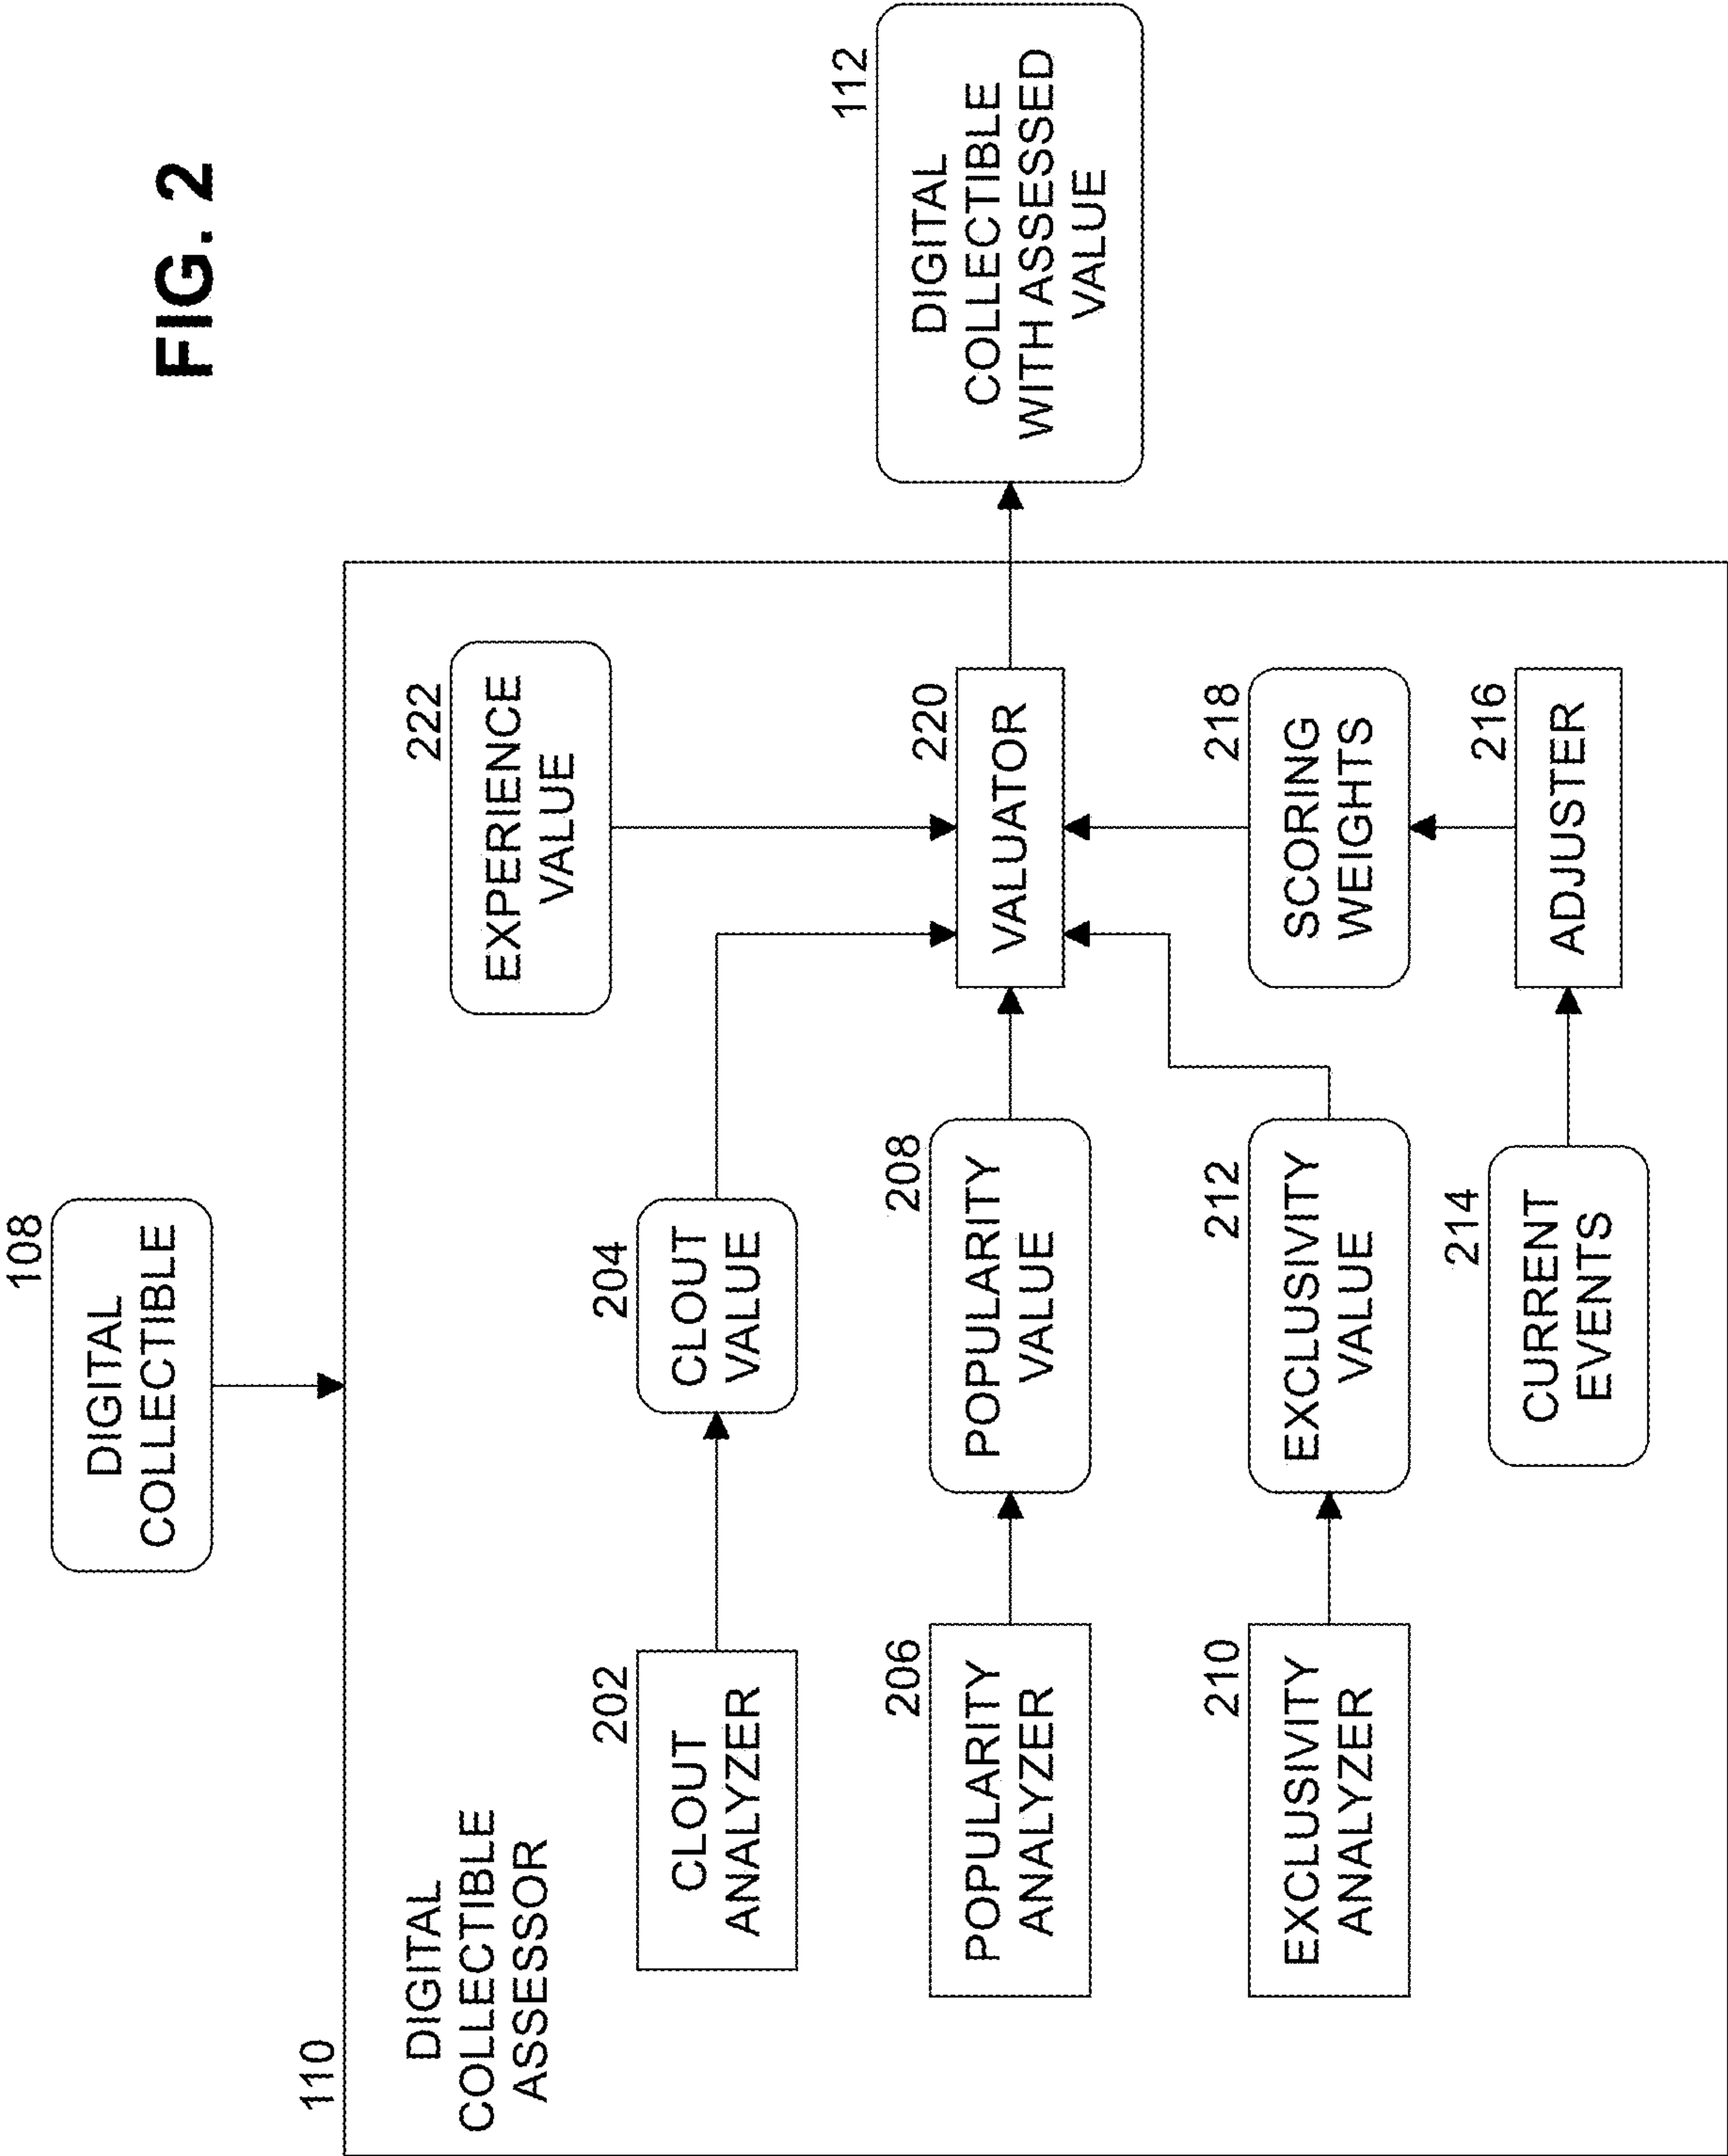 FIG. 2
108
DIGITAL
COLLECTIBLE
110
DIGITAL
COLLECTIBLE
ASSESSOR
222
EXPERIENCE
VALUE
202
CLOUT
ANALYZER
204
CLOUT
VALUE
206
POPULARITY
ANALYZER
208
POPULARITY
VALUE
220
VALUATOR
112
DIGITAL
COLLECTIBLE
WITH ASSESSED
VALUE
210
EXCLUSIVITY
ANALYZER
212
EXCLUSIVITY
VALUE
218
SCORING
WEIGHTS
214
CURRENT
EVENTS
216
ADJUSTER